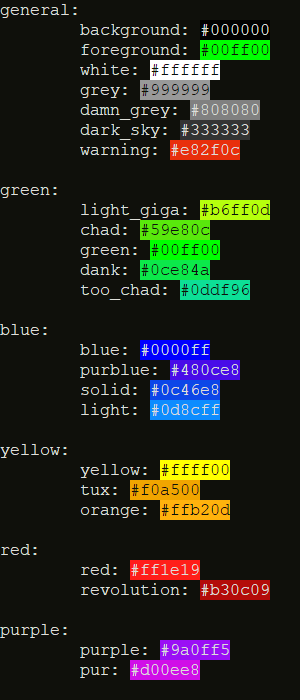 general:
background: #000000
foreground: #00ff00
white: #ffffff
grey: #999999
damn_grey: #808080
dark_sky: #333333
warning: #e82f0c
green:
light_giga: #b6ff0d
chad: #59e80c
green: #00ff00
dank: #0ce84a
too_chad: #0ddf96
blue:
blue: #0000ff
purblue: #480ce8
solid: #0c46e8
light: #0d8cff
yellow:
yellow: #ffff00
tux: #f0a500
orange: #ffb20d
red:
red: #ff1e19
revolution: #b30c09
purple:
purple: #9a0ff5
pur: #d00ee8